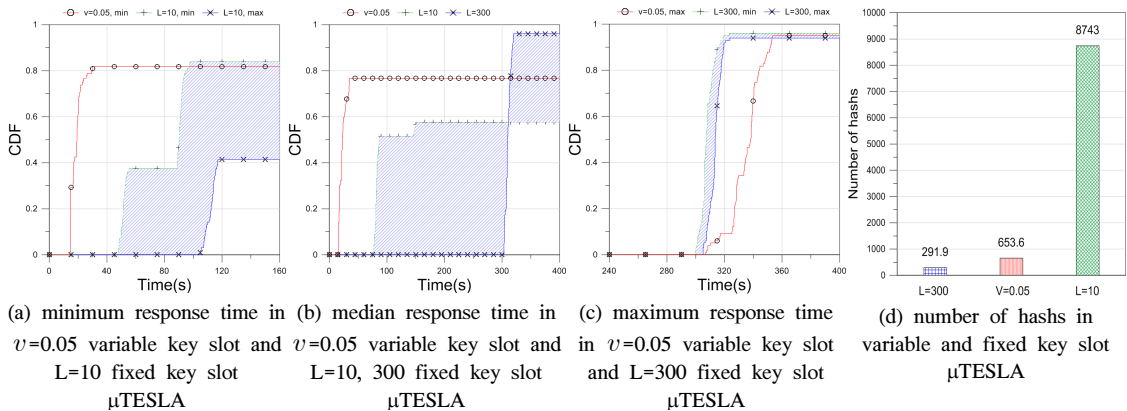 v=0.05, min L=10, min L=10, max
CDF
1
0.8
0.6
0.4
0.2
0
0 40 80 120 160
Time(s)
(a) minimum response time in
v=0.05 variable key slot and
L=10 fixed key slot
μTESLA
v=0.05 L=10 L=300
CDF
1
0.8
0.6
0.4
0.2
0
0 100 200 300 400
Time(s)
(b) median response time in
v=0.05 variable key slot and
L=10, 300 fixed key slot
μTESLA
v=0.05, max L=300, min L=300, max
CDF
1
0.8
0.6
0.4
0.2
0
240 280 320 360 400
Time(s)
(c) maximum response time
in v=0.05 variable key slot
and L=300 fixed key slot
μTESLA
Number of hashs
10000
9000
8000
7000
6000
5000
4000
3000
2000
1000
0
291.9 653.6 8743
L=300 V=0.05 L=10
(d) number of hashs in
variable and fixed key slot
μTESLA